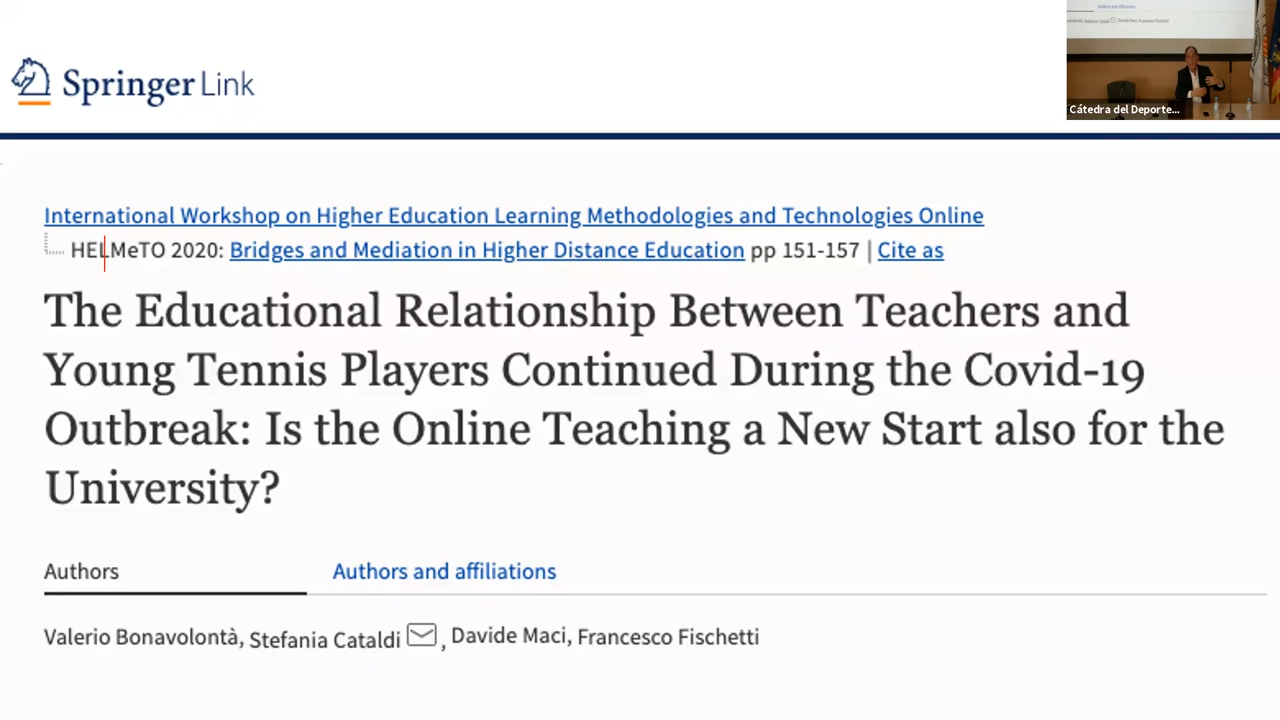 Springer Link
Cátedra del Deporte...
International Workshop on Higher Education Learning Methodologies and Technologies Online
HELMeTO 2020: Bridges and Mediation in Higher Distance Education pp 151-157 | Cite as
The Educational Relationship Between Teachers and
Young Tennis Players Continued During the Covid-19
Outbreak: Is the Online Teaching a New Start also for the
University?
Authors Authors and affiliations
Valerio Bonavolontà, Stefania Cataldi , Davide Maci, Francesco Fischetti